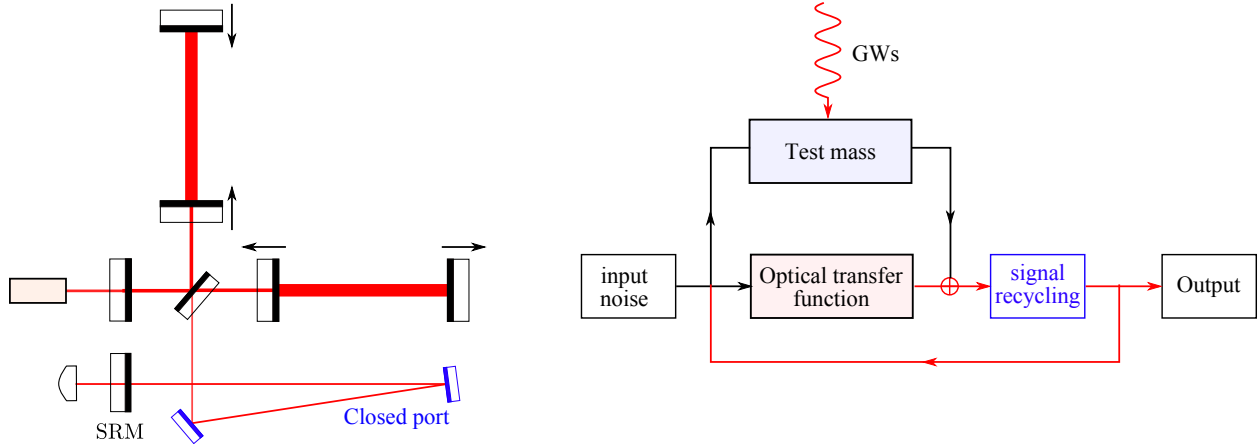 SRM
Closed port
GWs
Test mass
input
noise
Optical transfer
function
signal
recycling
Output